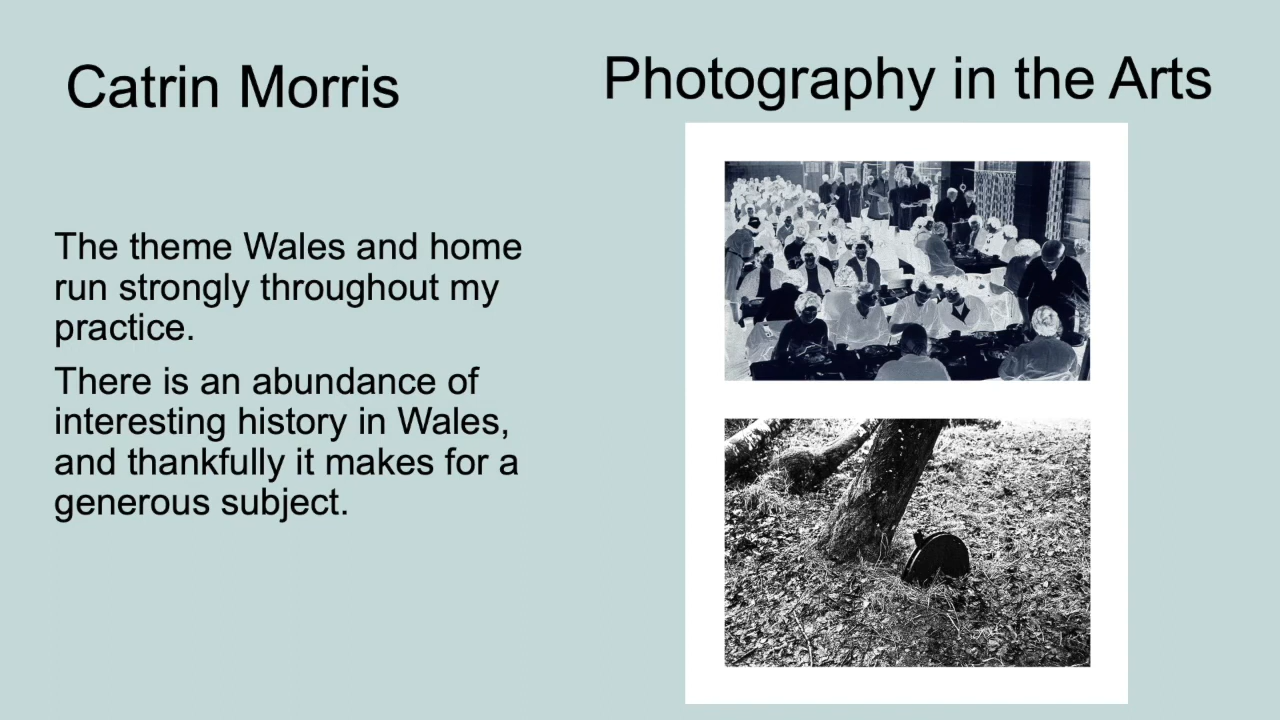 Catrin Morris
Photography in the Arts
The theme Wales and home
run strongly throughout my
practice.
There is an abundance of
interesting history in Wales,
and thankfully it makes for a
generous subject.